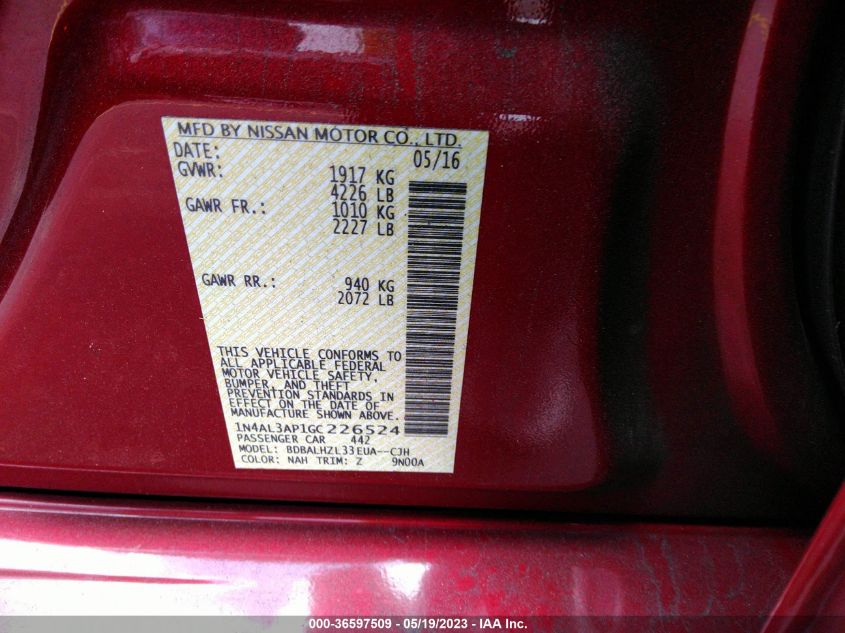 MFD BY NISSAN MOTOR CO., LTD.
DATE: 05/16
GVWR: 1917 KG
4226 LB
GAWR FR.: 1010 KG
2227 LB
GAWR RR.: 940 KG
2072 LB
THIS VEHICLE CONFORMS TO
ALL APPLICABLE FEDERAL
MOTOR VEHICLE SAFETY,
BUMPER, AND THEFT
PREVENTION STANDARDS IN
EFFECT ON THE DATE OF
MANUFACTURE SHOWN ABOVE.
1N4AL3AP1GC226524
PASSENGER CAR 442
MODEL: BDBALHZL33EUA--CJH
COLOR: NAH TRIM: Z 9N00A
000-36597509 - 05/19/2023 - IAA Inc.